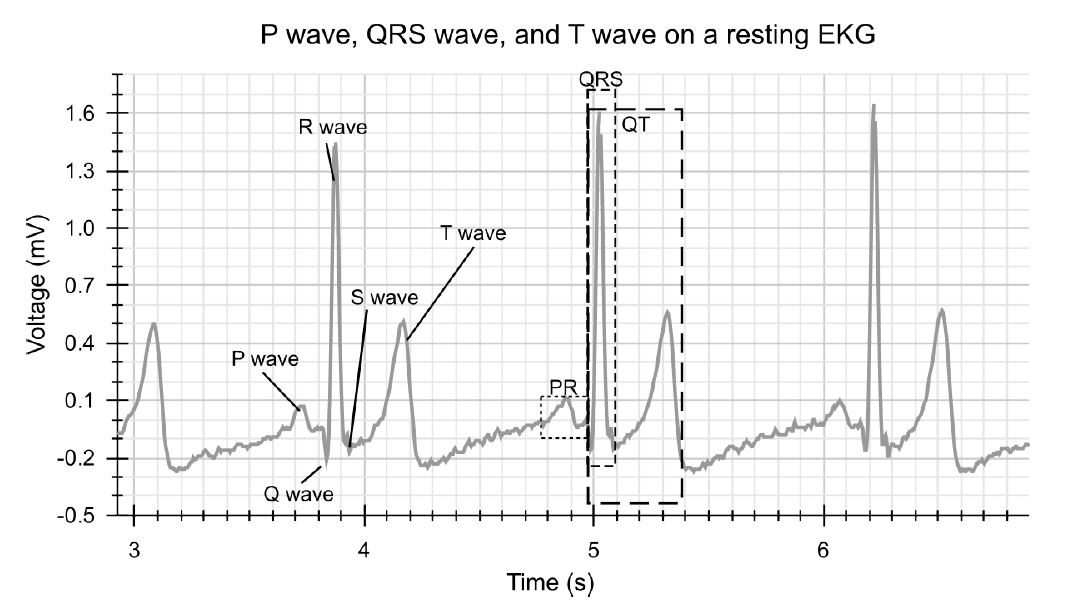 P wave, QRS wave, and T wave on a resting EKG
QRS
1.6
QT
R wave
1.3
T wave
1.0
0.7
S wave
0.4
P wave
PR
0.1
-0.2
Q wave
-0.5
Voltage (mV)
3 4 5 6
Time (s)